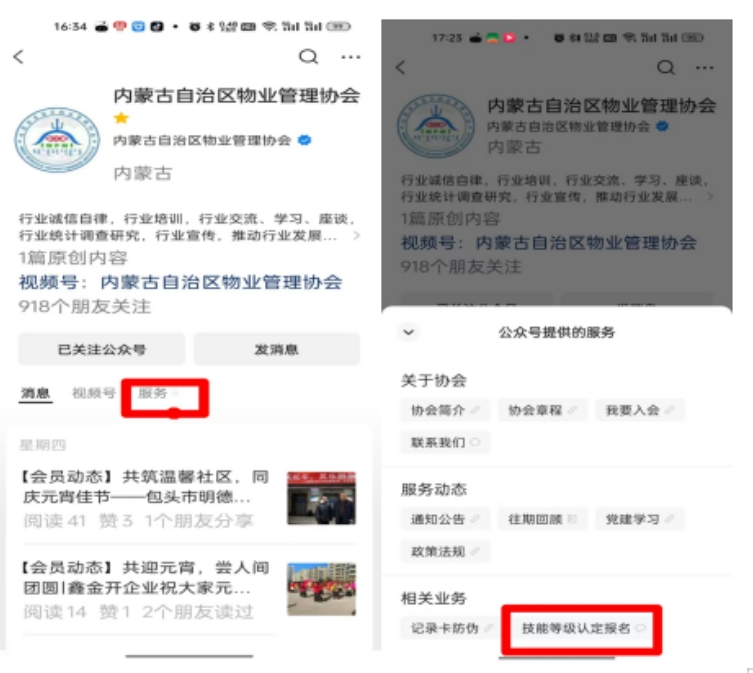 16:34
内蒙古自治区物业管理协会
内蒙古自治区物业管理协会
内蒙古
行业诚信自律，行业培训，行业交流、学习、座谈，
行业统计调查研究，行业宣传，推动行业发展...
1篇原创内容
视频号：内蒙古自治区物业管理协会
918个朋友关注
已关注公众号
发消息
消息 视频号 服务
星期四
【会员动态】共筑温馨社区，同
庆元宵佳节——包头市明德...
阅读 41 赞 3 1个朋友分享
【会员动态】共迎元宵，尝人间
团圆|鑫金开企业祝大家元...
阅读 14 赞 1 2个朋友读过
17:23
内蒙古自治区物业管理协会
内蒙古自治区物业管理协会
内蒙古
行业诚信自律，行业培训，行业交流、学习、座谈，
行业统计调查研究，行业宣传，推动行业发展...
1篇原创内容
视频号：内蒙古自治区物业管理协会
918个朋友关注
公众号提供的服务
关于协会
协会简介 协会章程 我要入会
联系我们
服务动态
通知公告 往期回顾 党建学习
政策法规
相关业务
记录卡防伪 技能等级认定报名